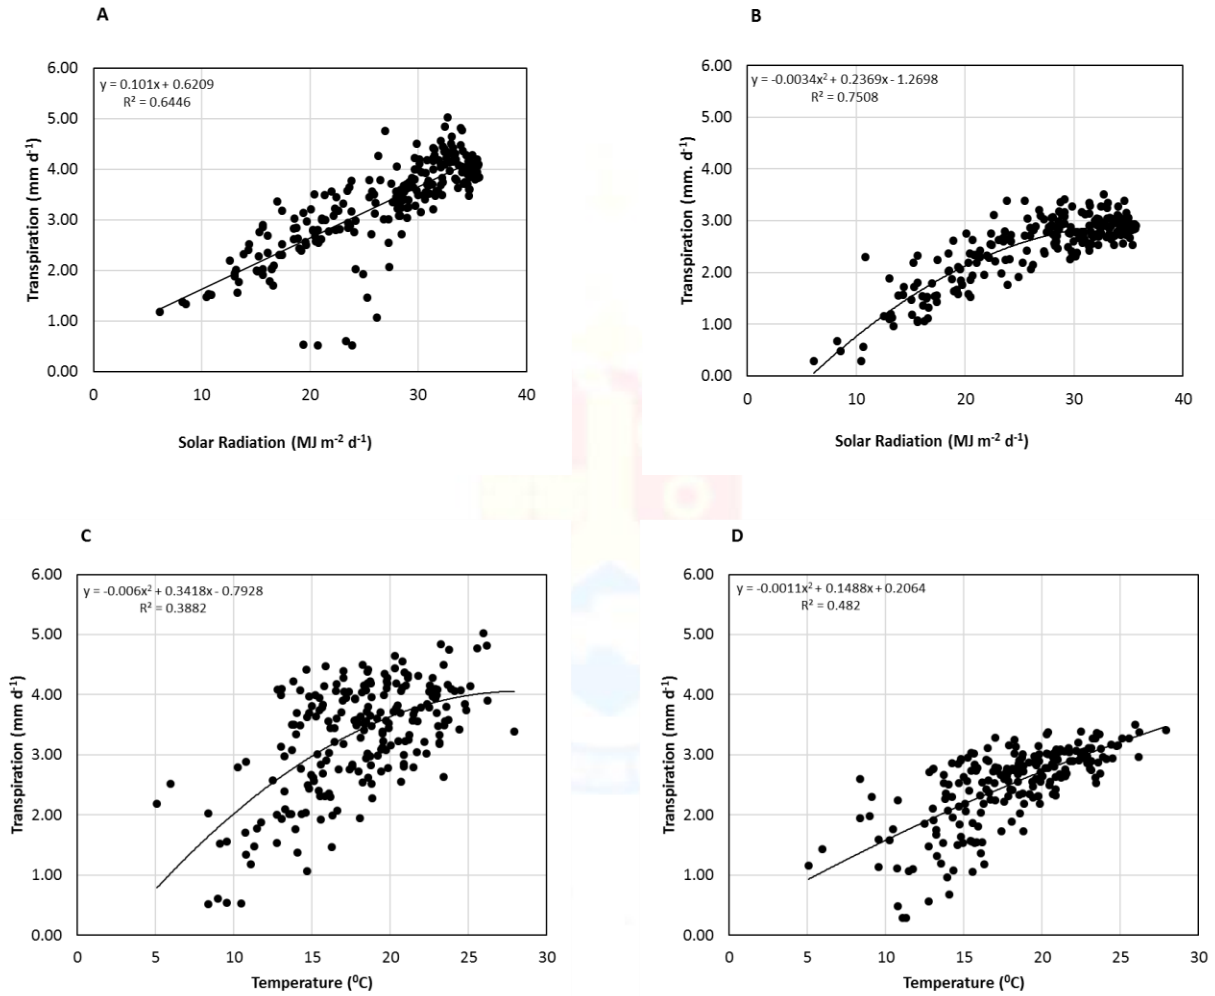 A
Transpiration (mm d⁻¹)
y = 0.101x + 0.6209
R² = 0.6446
6.00
5.00
4.00
3.00
2.00
1.00
0.00
0 10 20 30 40
Solar Radiation (MJ m⁻² d⁻¹)
B
Transpiration (mm. d⁻¹)
y = -0.0034x² + 0.2369x - 1.2698
R² = 0.7508
6.00
5.00
4.00
3.00
2.00
1.00
0.00
0 10 20 30 40
Solar Radiation (MJ m⁻² d⁻¹)
C
Transpiration (mm d⁻¹)
y = -0.006x² + 0.3418x - 0.7928
R² = 0.3882
6.00
5.00
4.00
3.00
2.00
1.00
0.00
0 5 10 15 20 25 30
Temperature (⁰C)
D
Transpiration (mm d⁻¹)
y = -0.0011x² + 0.1488x + 0.2064
R² = 0.482
6.00
5.00
4.00
3.00
2.00
1.00
0.00
0 5 10 15 20 25 30
Temperature (⁰C)